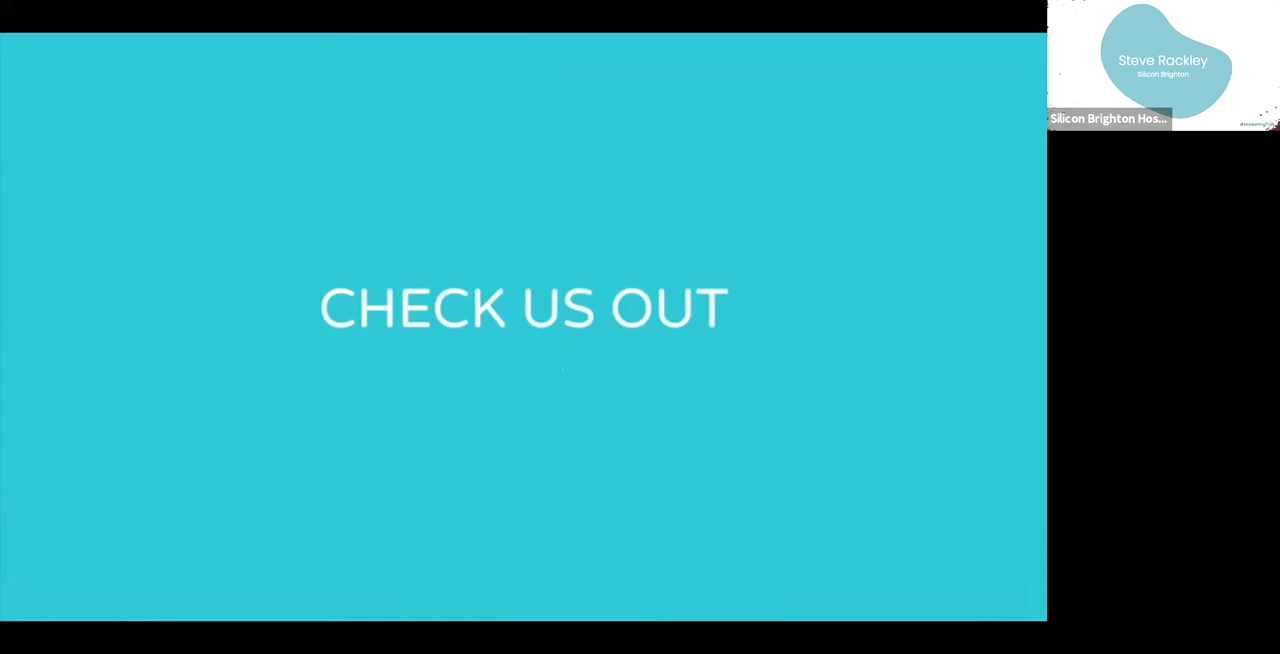 CHECK US OUT
Steve Rackley
Silicon Brighton
Silicon Brighton Hos...